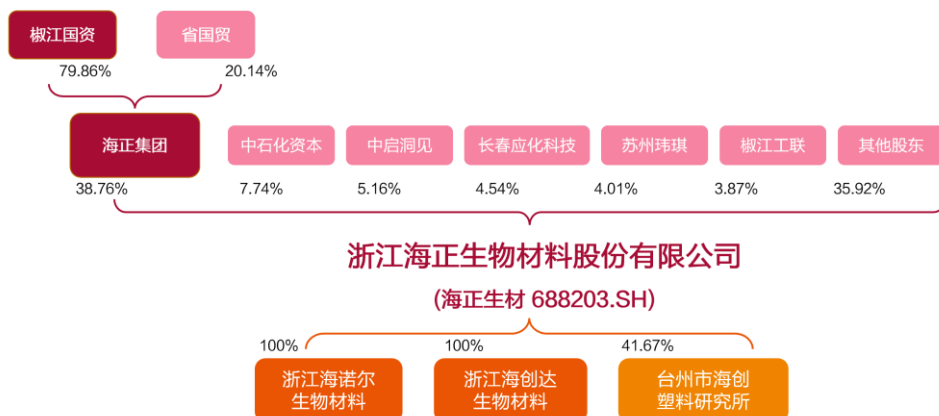 椒江国资
省国贸
79.86%
20.14%
海正集团
中石化资本
中启洞见
长春应化科技
苏州玮琪
椒江工联
其他股东
38.76%
7.74%
5.16%
4.54%
4.01%
3.87%
35.92%
浙江海正生物材料股份有限公司
(海正生材 688203.SH)
100%
100%
41.67%
浙江海诺尔
生物材料
浙江海创达
生物材料
台州市海创
塑料研究所